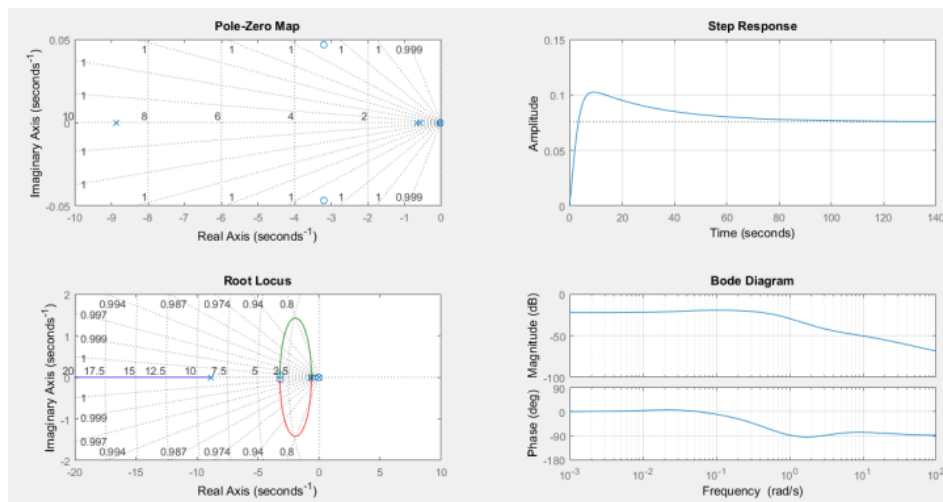 Pole-Zero Map
0.05
1 1 1 1 1 0.999
1
1
10 8 6 4 2
0
1
1
1 1 1 1 1 0.999
-0.05
-10 -9 -8 -7 -6 -5 -4 -3 -2 -1 0
Real Axis (seconds-1)
Imaginary Axis (seconds-1)
Step Response
0.15
0.1
0.05
0
0 20 40 60 80 100 120 140
Time (seconds)
Amplitude
Root Locus
2
0.994 0.987 0.974 0.94 0.8
0.997
1
0.999
1
20 17.5 15 12.5 10 7.5 5 2.5
0
1
0.999
-1
0.997
0.994 0.987 0.974 0.94 0.8
-2
-20 -15 -10 -5 0 5 10
Real Axis (seconds-1)
Imaginary Axis (seconds-1)
Bode Diagram
0
-50
-100
Magnitude (dB)
90
0
-90
-180
Phase (deg)
10-3 10-2 10-1 100 101 102
Frequency (rad/s)